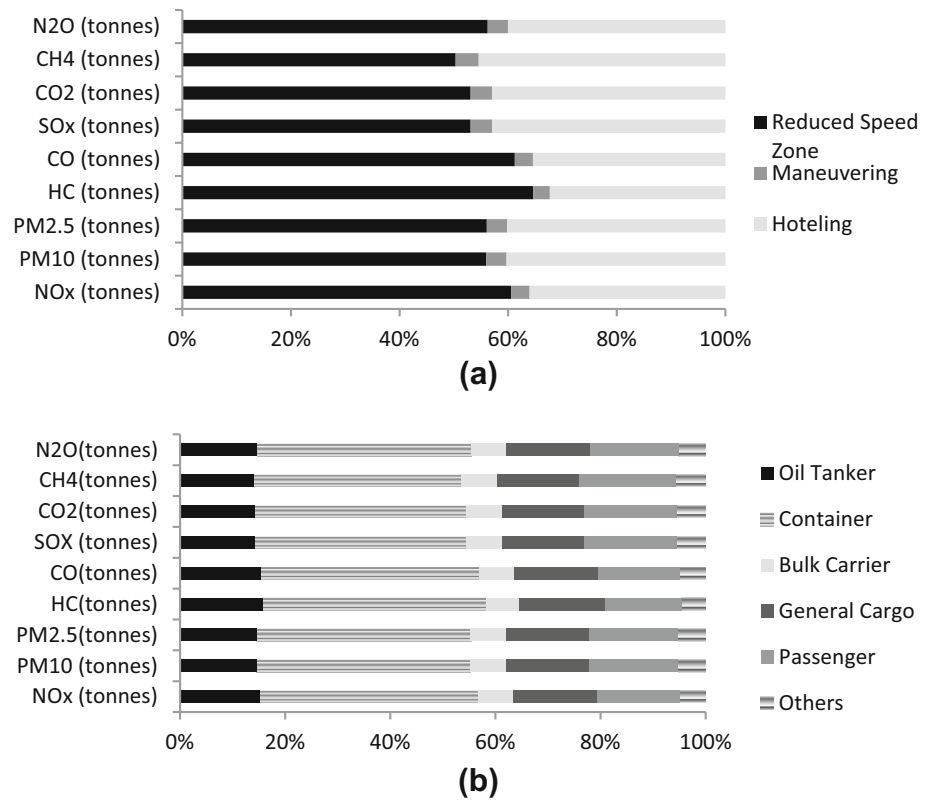 N2O (tonnes)
CH4 (tonnes)
CO2 (tonnes)
SOx (tonnes)
CO (tonnes)
HC (tonnes)
PM2.5 (tonnes)
PM10 (tonnes)
NOx (tonnes)
0% 20% 40% 60% 80% 100%
Reduced Speed
Zone
Maneuvering
Hoteling
(a)
N2O(tonnes)
CH4(tonnes)
CO2(tonnes)
SOX (tonnes)
CO(tonnes)
HC(tonnes)
PM2.5(tonnes)
PM10 (tonnes)
NOx (tonnes)
0% 20% 40% 60% 80% 100%
Oil Tanker
Container
Bulk Carrier
General Cargo
Passenger
Others
(b)